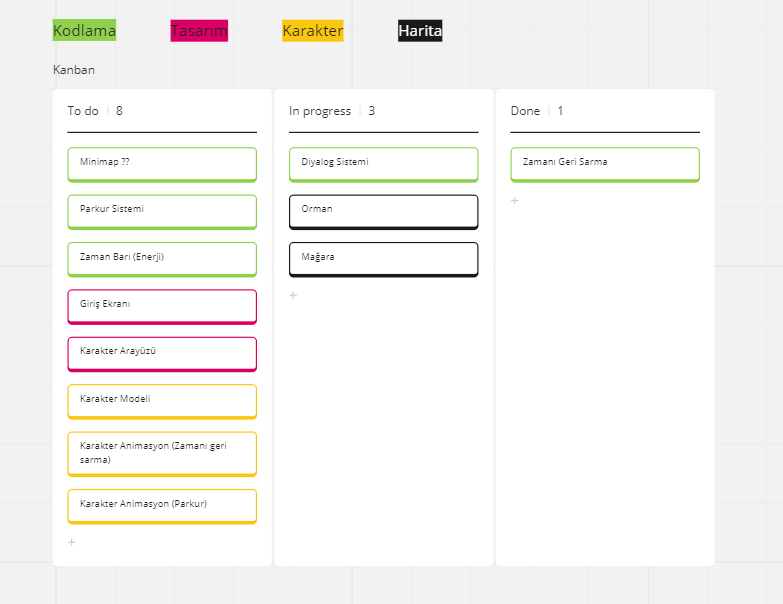 Kodlama
Tasarım
Karakter
Harita
Kanban
To do | 8
Minimap ??
Parkur Sistemi
Zaman Barı (Enerji)
Giriş Ekranı
Karakter Arayüzü
Karakter Modeli
Karakter Animasyon (Zamanı geri
sarma)
Karakter Animasyon (Parkur)
+
In progress | 3
Diyalog Sistemi
Orman
Mağara
+
Done | 1
Zamanı Geri Sarma
+